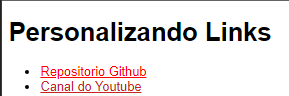 Personalizando Links
Repositorio Github
Canal do Youtube